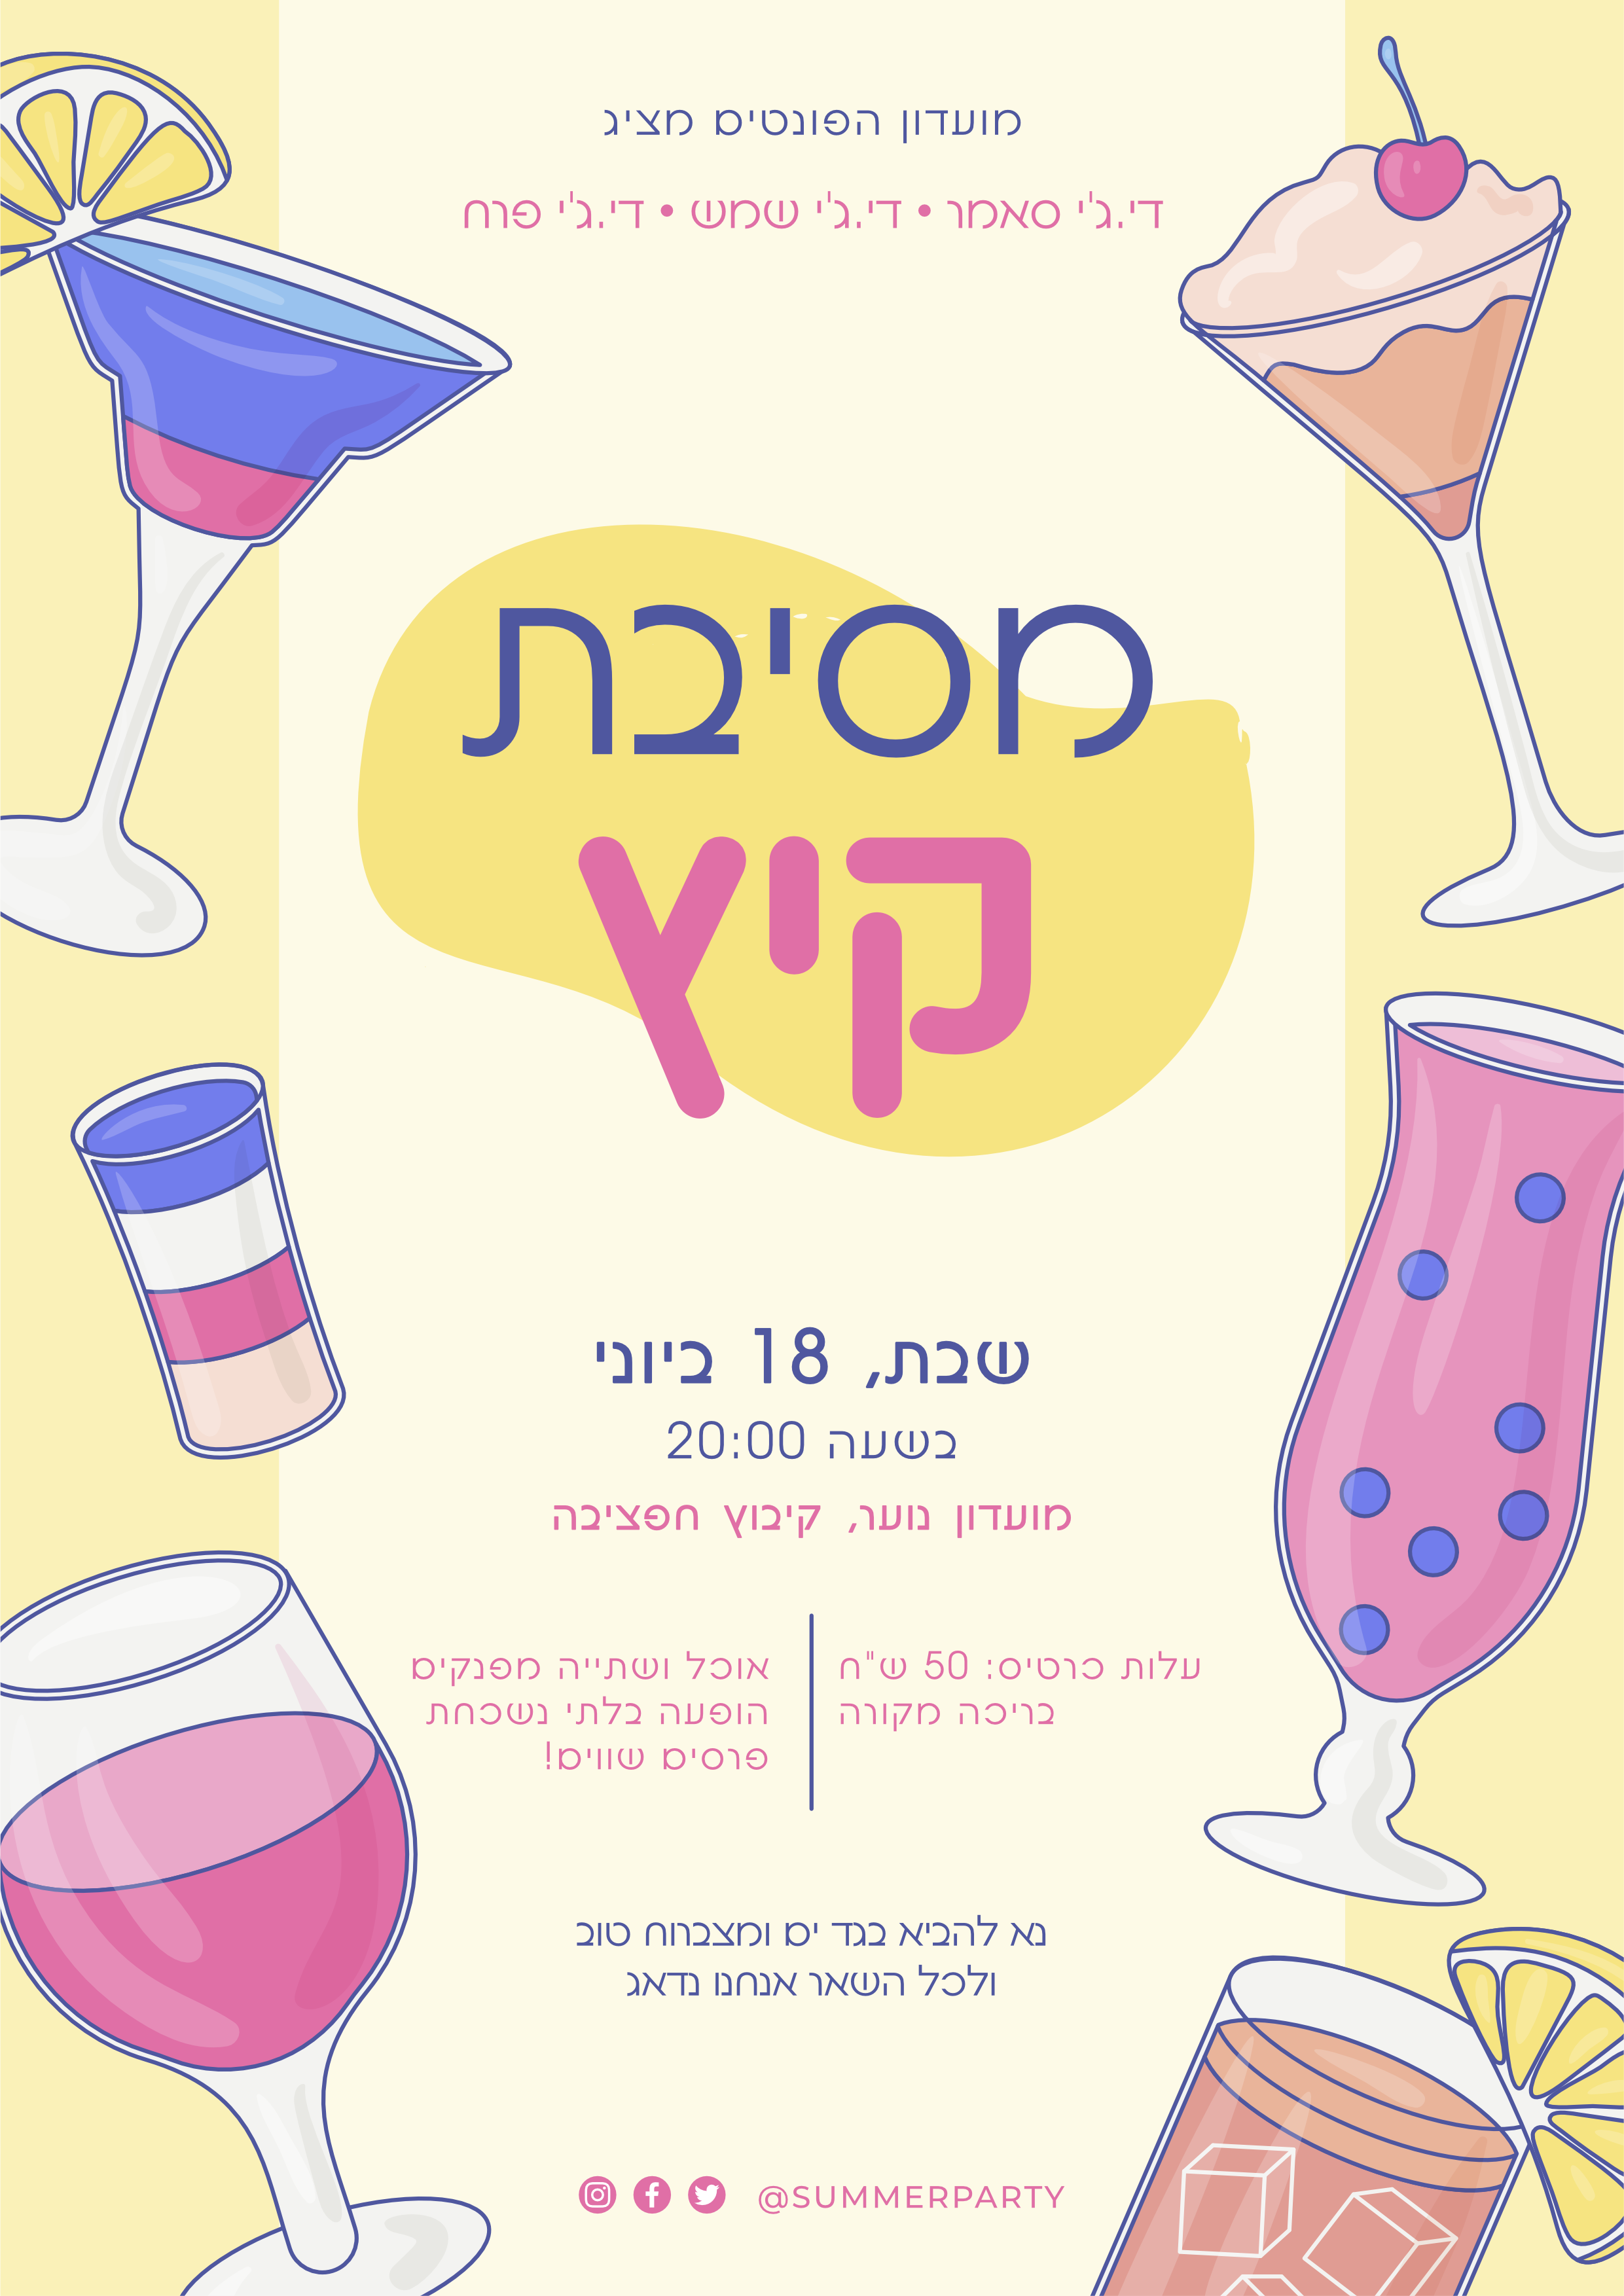 מועדון הפונטים מציג
די.ג'י סאמר • די.ג'י שמש • די.ג'י פרח
מסיבת
קיץ
שבת, 18 ביוני
בשעה 20:00
מועדון נוער, קיבוץ חפציבה
עלות כרטיס: 50 ש"ח
בריכה מקורה
אוכל ושתייה מפנקים
הופעה בלתי נשכחת
פרסים שווים!
נא להביא בגד ים ומצברוח טוב
ולכל השאר אנחנו נדאג
@SUMMERPARTY